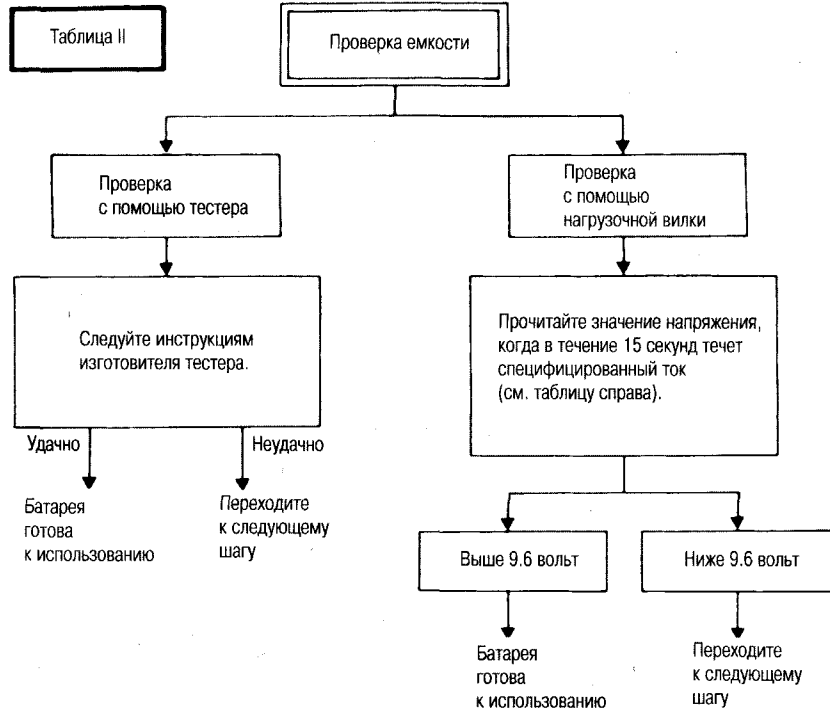 Таблица II
Проверка емкости
Проверка
с помощью тестера
Проверка
с помощью
нагрузочной вилки
Следуйте инструкциям
изготовителя тестера.
Прочитайте значение напряжения,
когда в течение 15 секунд течет
специфицированный ток
(см. таблицу справа).
Удачно
Неудачно
Батарея
готова
к использованию
Переходите
к следующему
шагу
Выше 9.6 вольт
Ниже 9.6 вольт
Батарея
готова
к использованию
Переходите
к следующему
шагу